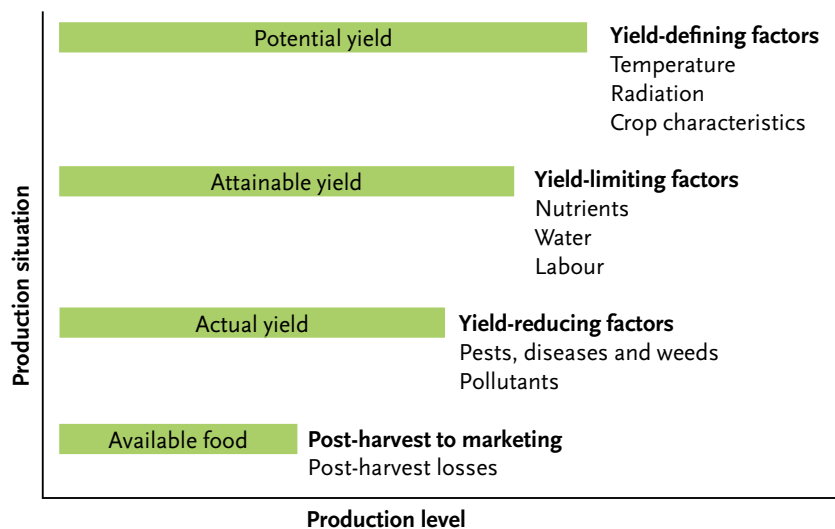 Potential yield
Yield-defining factors
Temperature
Radiation
Crop characteristics
Attainable yield
Yield-limiting factors
Nutrients
Water
Labour
Actual yield
Yield-reducing factors
Pests, diseases and weeds
Pollutants
Available food
Post-harvest to marketing
Post-harvest losses
Production situation
Production level